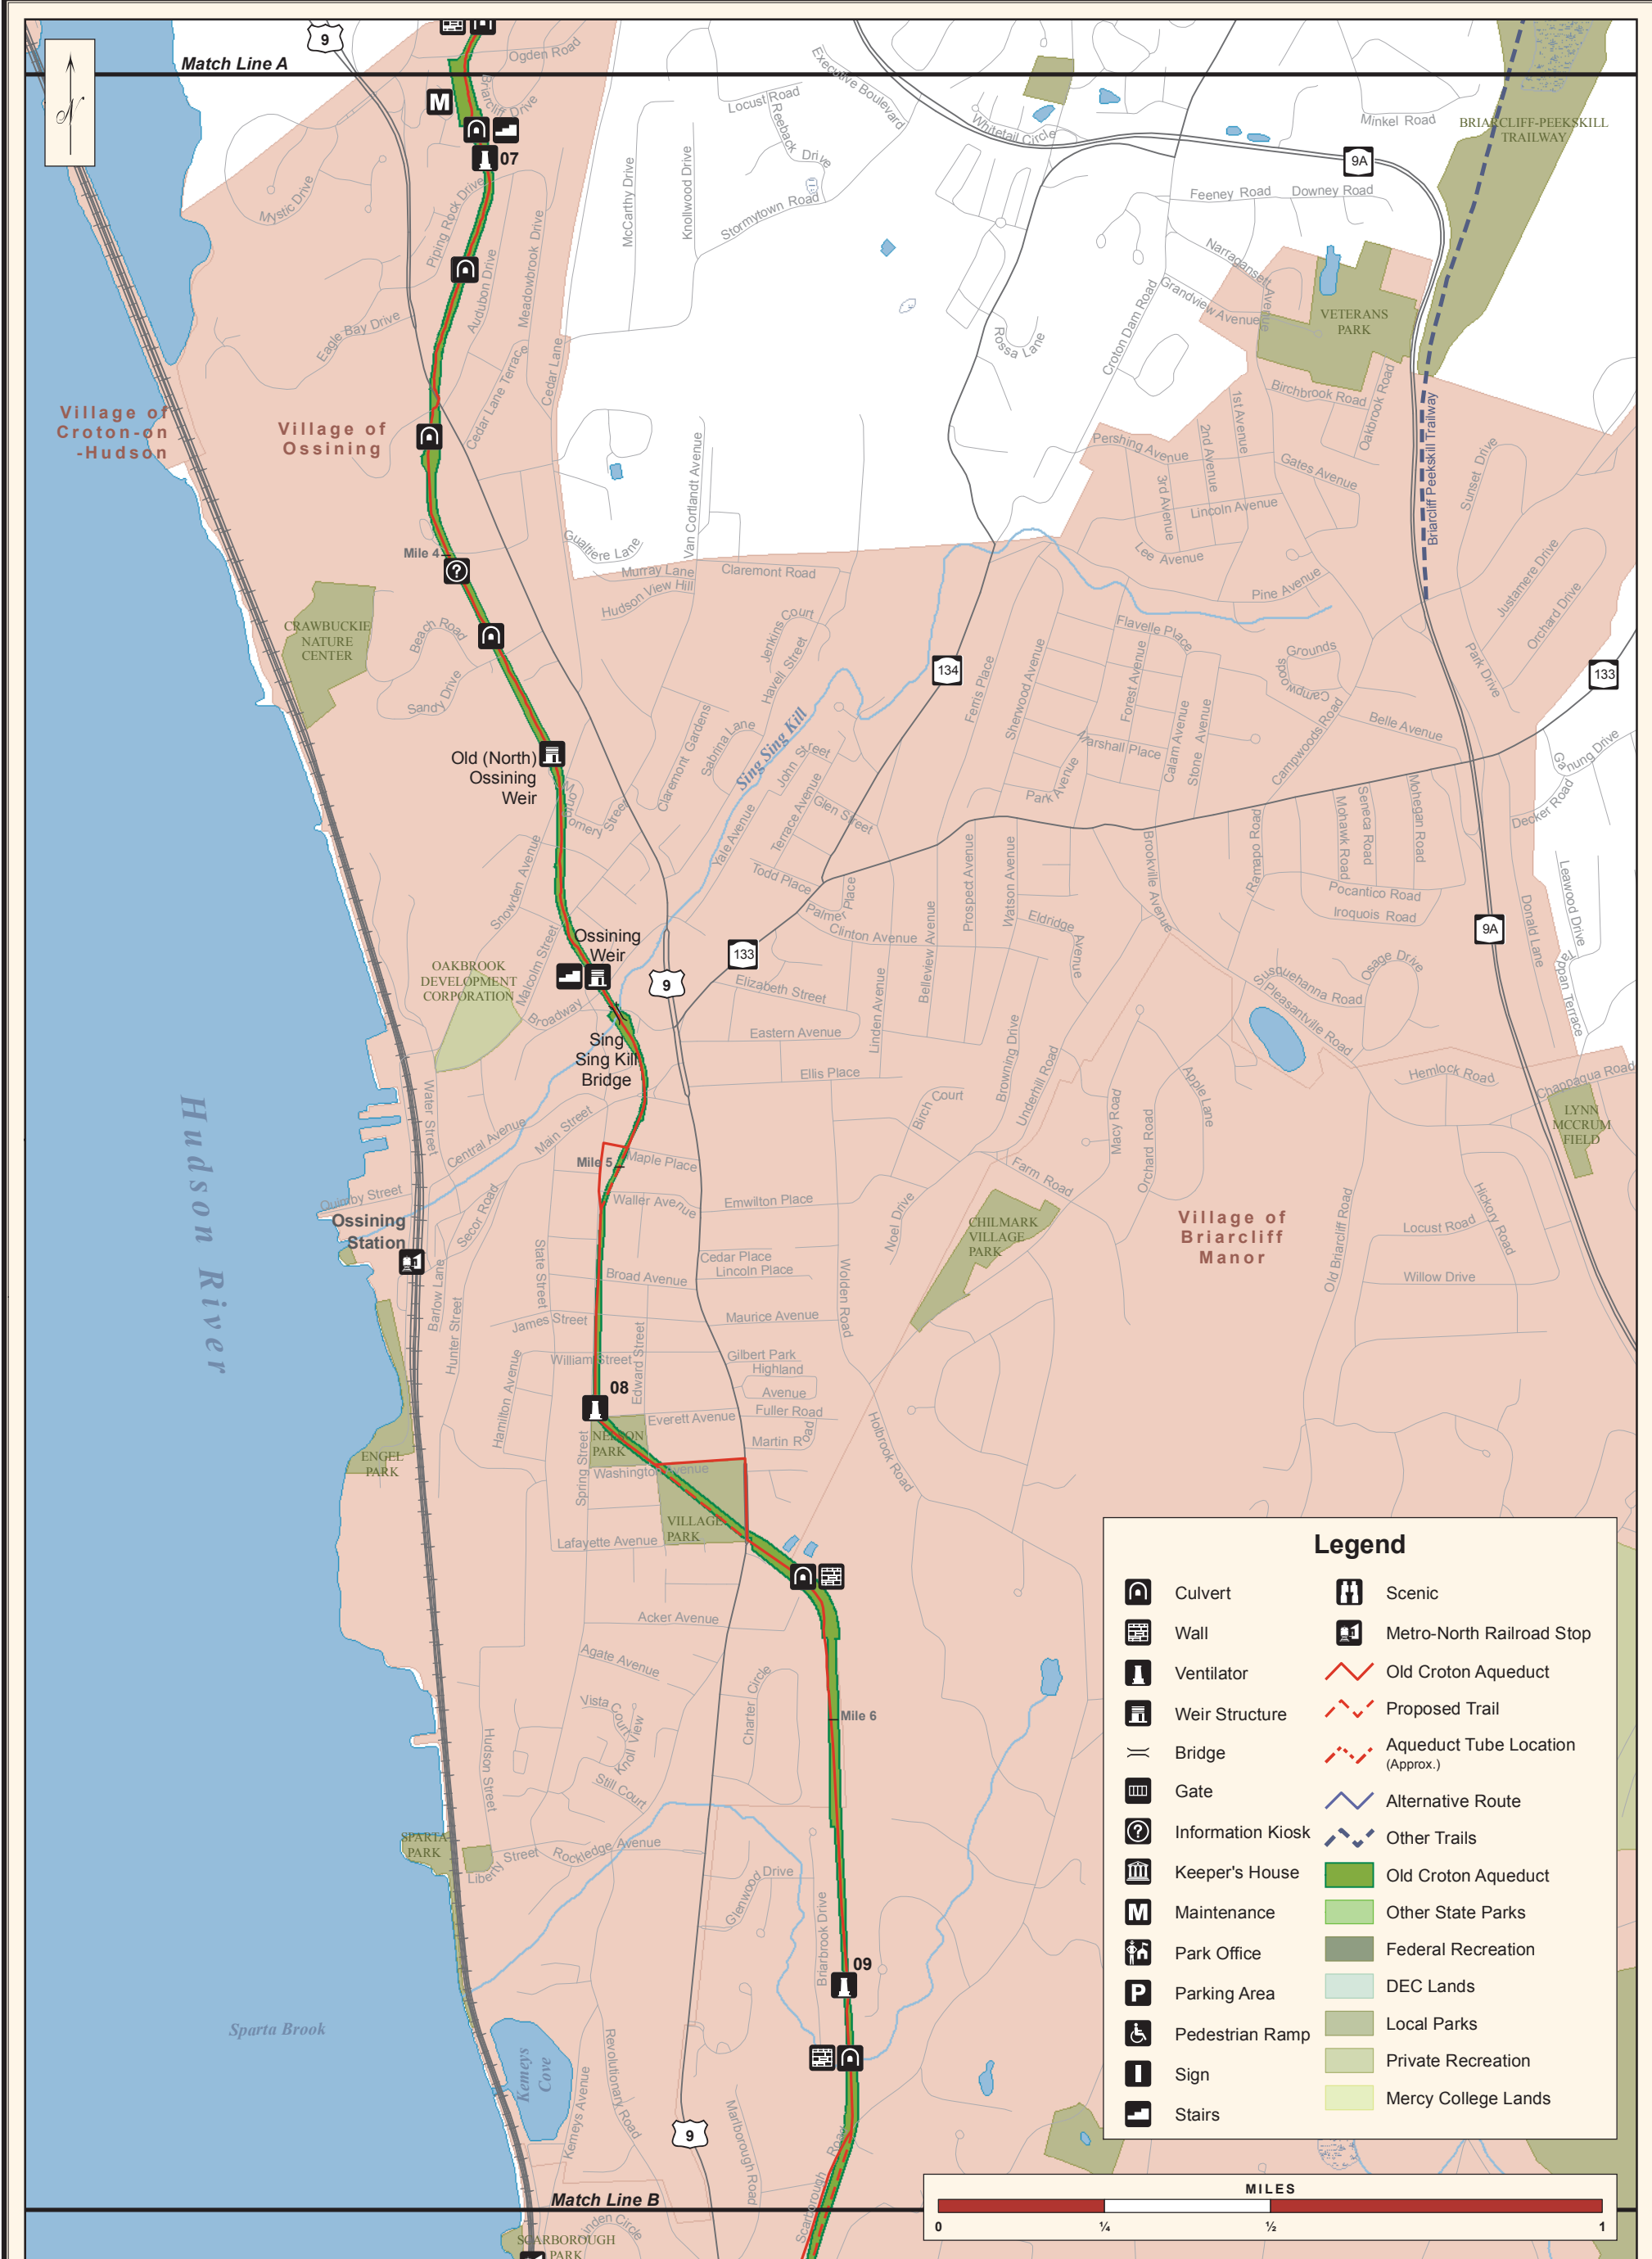 9
Match Line A
Ogden Road
Briarcliff Drive
M
07
N
Executive Boulevard
Locust Road
Reeback
Drive
Whitetail Circle
Minkel Road
BRIARCLIFF-PEEKSKILL
TRAILWAY
9A
Feeney Road
Downey Road
Mystic Drive
Piping Rock Drive
McCarthy Drive
Knollwood Drive
Stormytown Road
Meadowbrook Drive
Audubon Drive
Narragansett
Avenue
Grandview Avenue
VETERANS
PARK
Eagle Bay Drive
Cedar Lane Terrace
Cedar Lane
Rossa Lane
Croton Dam Road
Birchbrook Road
Oakbrook Road
Briarcliff Peekskill Trailway
Village of
Croton-on
-Hudson
Village of
Ossining
Pershing Avenue
1st Avenue
2nd Avenue
3rd Avenue
Gates Avenue
Lincoln Avenue
Sunset Drive
Van Cortlandt Avenue
Gualtiere Lane
Mile 4
?
Murray Lane
Claremont Road
Hudson View Hill
Lee Avenue
Pine Avenue
Justamere Drive
Orchard Drive
CRAWBUCKIE
NATURE
CENTER
Beach Road
Sandy Drive
Jenkins Court
Havell Street
Flavelle Place
Grounds
Campwoods
Park Drive
134
133
Ferris Place
Sherwood Avenue
Forest Avenue
Calam Avenue
Stone Avenue
Campwoods Road
Belle Avenue
Marshall Place
Park Avenue
Ganung Drive
Decker Road
Old (North)
Ossining
Weir
Claremont Gardens
Sabrina Lane
Sing Sing Kill
John Street
Terrace Avenue
Glen Street
Yale Avenue
Montgomery Street
Snowden Avenue
Todd Place
Palmer Place
Clinton Avenue
Belleview Avenue
Prospect Avenue
Watson Avenue
Eldridge
Avenue
Brookville Avenue
Ramapo Road
Mohawk Road
Seneca Road
Mohegan Road
Pocantico Road
Iroquois Road
Donald Lane
Leawood Drive
Tappan Terrace
9A
Ossining
Weir
OAKBROOK
DEVELOPMENT
CORPORATION
Malcolm Street
Broadway
9
133
Elizabeth Street
Eastern Avenue
Linden Avenue
Susquehanna Road
Osage Drive
S Pleasantville Road
Sing
Sing Kill
Bridge
Ellis Place
Browning Drive
Underhill Road
Birch Court
Hemlock Road
Chappaqua Road
LYNN
MCCRUM
FIELD
Water Street
Central Avenue
Main Street
Macy Road
Apple Lane
Orchard Road
Mile 5
Maple Place
Waller Avenue
Emwilton Place
Farm Road
Noel Drive
Hudson River
Quimby Street
Ossining
Station
Secor Road
CHILMARK
VILLAGE
PARK
Village of
Briarcliff
Manor
Old Briarcliff Road
Locust Road
Hickory Road
Willow Drive
Barlow Lane
Hunter Street
State Street
Cedar Place
Lincoln Place
Broad Avenue
Wolden Road
James Street
Maurice Avenue
William Street
Edward Street
Gilbert Park
Highland
Avenue
Fuller Road
Hamilton Avenue
08
Everett Avenue
Martin Road
NELSON
PARK
Washington Avenue
Spring Street
Holbrook Road
ENGEL
PARK
VILLAGE
PARK
Lafayette Avenue
Acker Avenue
Agate Avenue
Vista Court
Knoll View
Still Court
Charter Circle
Mile 6
Hudson Street
SPARTA
PARK
Liberty Street
Rockledge Avenue
Glenwood Drive
Briarbrook Drive
09
Sparta Brook
Kemeys
Cove
Kemeys Avenue
Revolutionary Road
Marlborough Road
Scarborough Road
9
Match Line B
Linden Circle
SCARBOROUGH
PARK
Legend
Culvert
Wall
Ventilator
Weir Structure
Bridge
Gate
? Information Kiosk
Keeper's House
M Maintenance
Park Office
P Parking Area
Pedestrian Ramp
Sign
Stairs
Scenic
Metro-North Railroad Stop
Old Croton Aqueduct
Proposed Trail
Aqueduct Tube Location
(Approx.)
Alternative Route
Other Trails
Old Croton Aqueduct
Other State Parks
Federal Recreation
DEC Lands
Local Parks
Private Recreation
Mercy College Lands
MILES
0 ¼ ½ 1